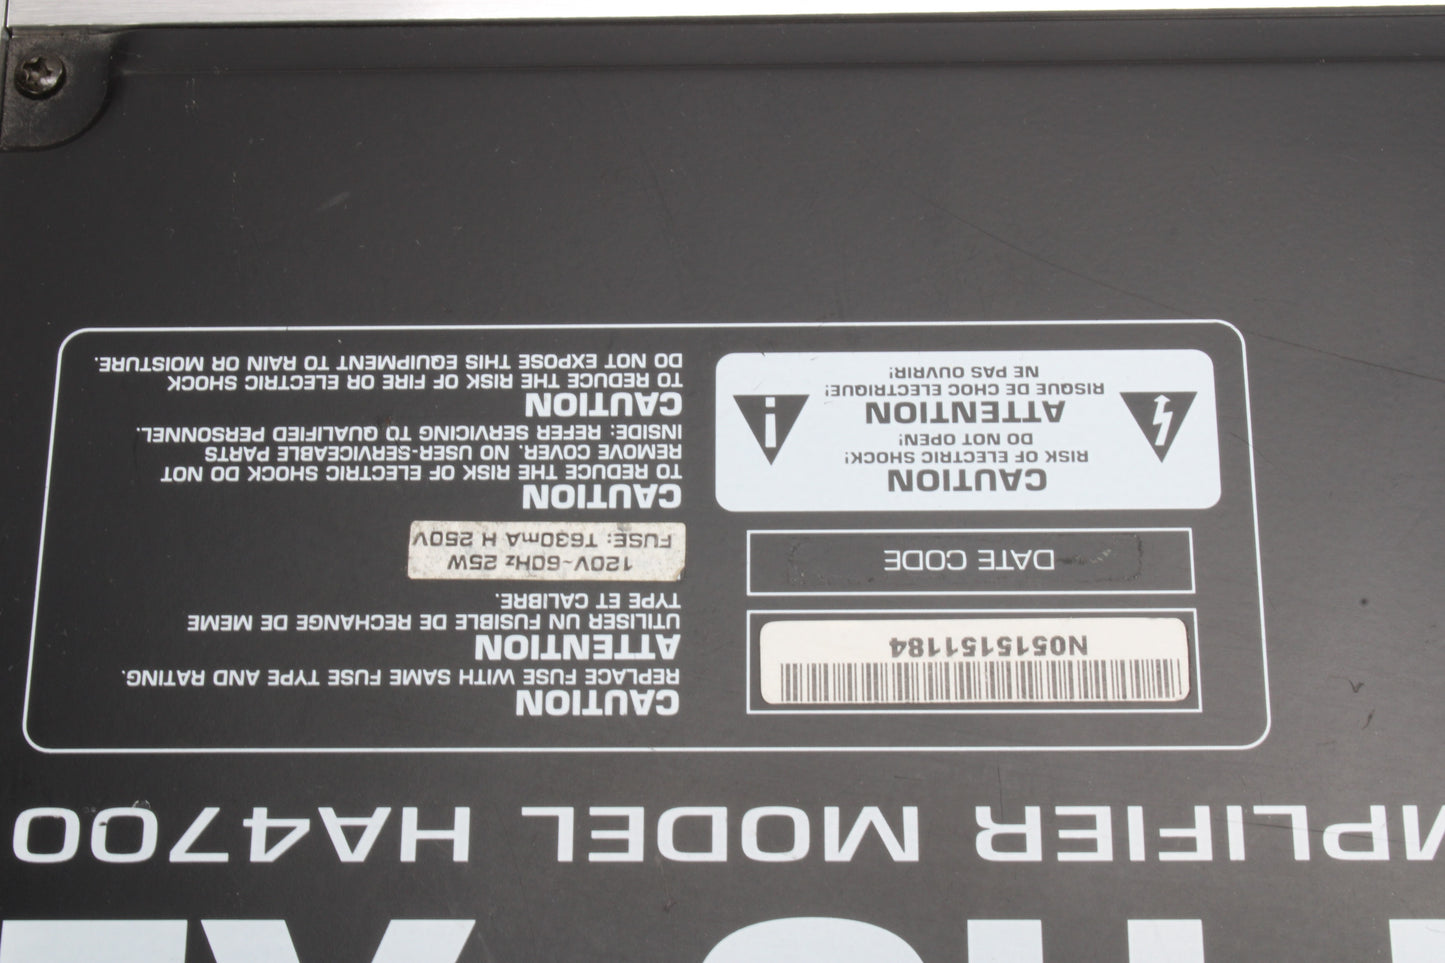 MPLIFIER MODEL HA4700
N0515151184
DATE CODE
CAUTION
RISK OF ELECTRIC SHOCK!
DO NOT OPEN!
ATTENTION
RISQUE DE CHOC ELECTRIQUE!
NE PAS OUVRIR!
CAUTION
REPLACE FUSE WITH SAME FUSE TYPE AND RATING.
ATTENTION
UTILISER UN FUSIBLE DE RECHANGE DE MEME
TYPE ET CALIBRE.
120V~60Hz 25W
FUSE: T630mA H 250V
CAUTION
TO REDUCE THE RISK OF ELECTRIC SHOCK DO NOT
REMOVE COVER. NO USER-SERVICEABLE PARTS
INSIDE: REFER SERVICING TO QUALIFIED PERSONNEL.
CAUTION
TO REDUCE THE RISK OF FIRE OR ELECTRIC SHOCK
DO NOT EXPOSE THIS EQUIPMENT TO RAIN OR MOISTURE.